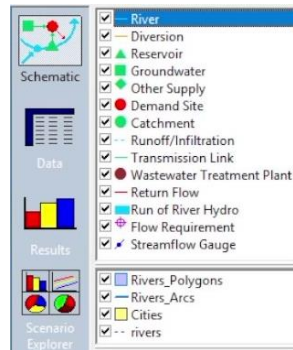 River
Diversion
Reservoir
Groundwater
Other Supply
Demand Site
Catchment
Runoff/Infiltration
Transmission Link
Wastewater Treatment Plant
Return Flow
Run of River Hydro
Flow Requirement
Streamflow Gauge
Rivers_Polygons
Rivers_Arcs
Cities
rivers
Schematic
Data
Results
Scenario
Explorer